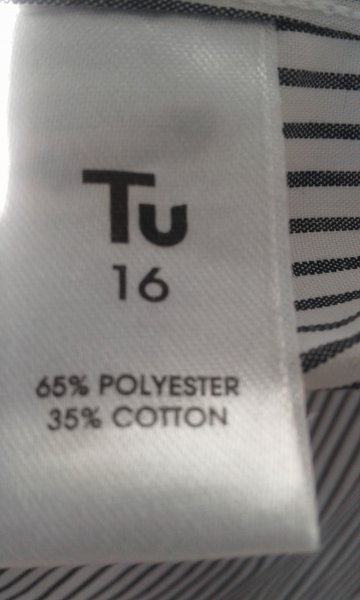 Tu
16
65% POLYESTER
35% COTTON